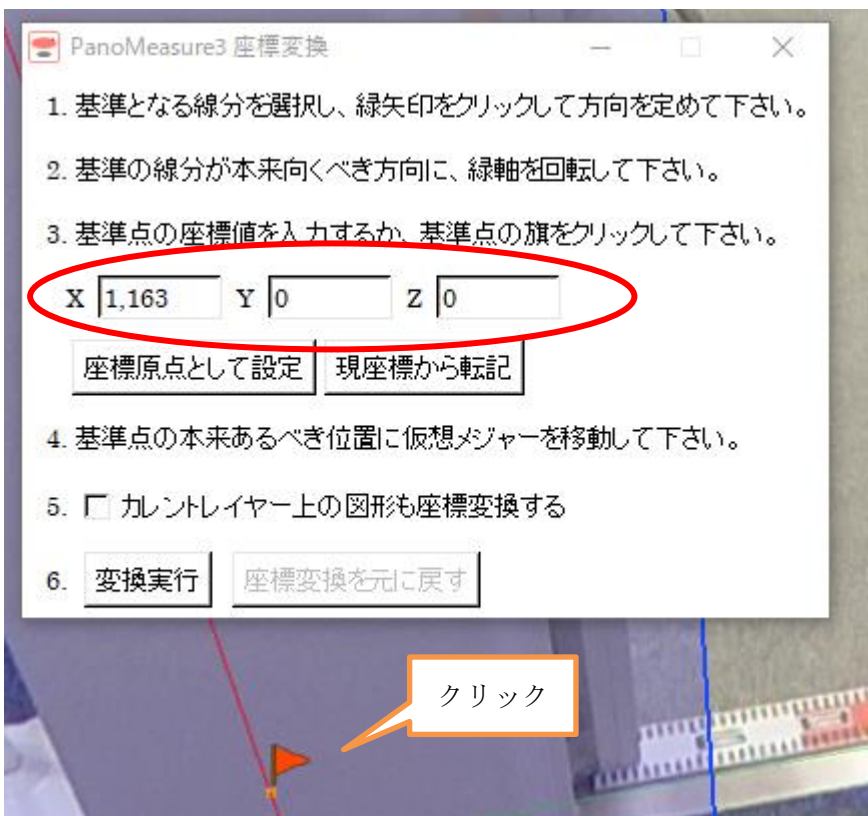 PanoMeasure3 座標変換
1. 基準となる線分を選択し、緑矢印をクリックして方向を定めて下さい。
2. 基準の線分が本来向くべき方向に、緑軸を回転して下さい。
3. 基準点の座標値を入力するか、基準点の旗をクリックして下さい。
X 1,163 Y 0 Z 0
座標原点として設定 現座標から転記
4. 基準点の本来あるべき位置に仮想メジャーを移動して下さい。
5. カレントレイヤー上の図形も座標変換する
6. 変換実行 座標変換を元に戻す
クリック